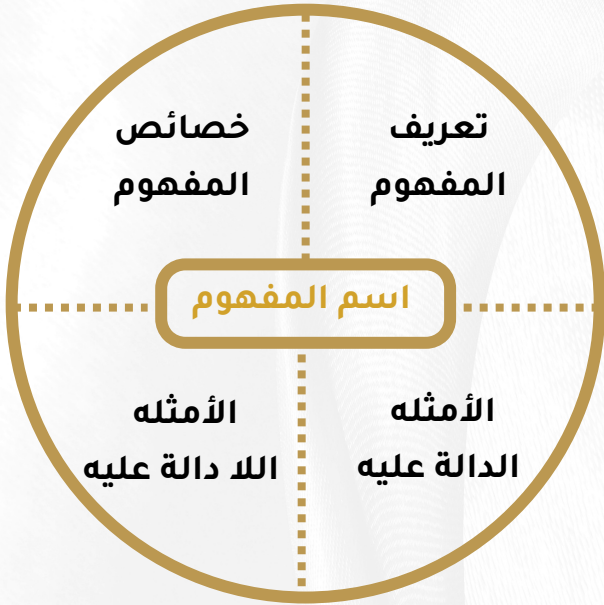 تعريف
المفهوم
خصائص
المفهوم
اسم المفهوم
الأمثله
الدالة عليه
الأمثله
اللا دالة عليه